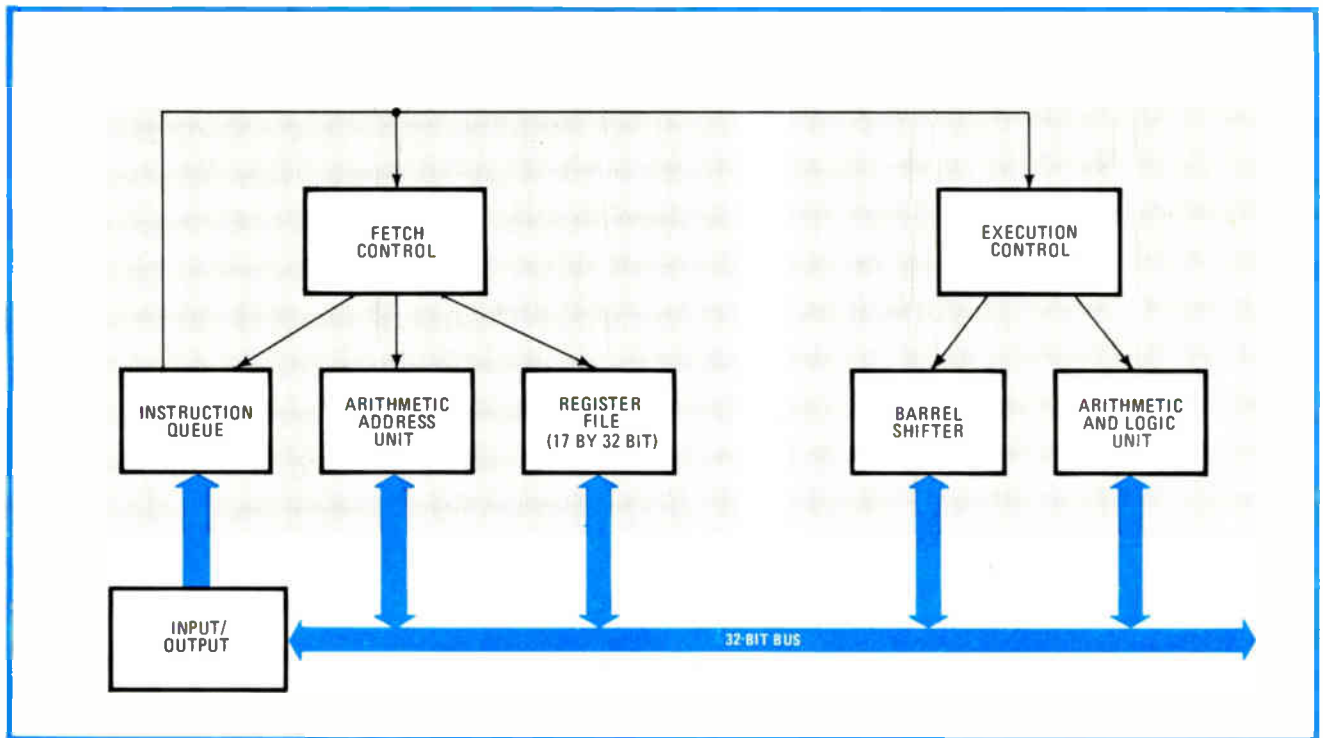 FETCH
CONTROL
EXECUTION
CONTROL
INSTRUCTION
QUEUE
ARITHMETIC
ADDRESS
UNIT
REGISTER
FILE
(17 BY 32 BIT)
BARREL
SHIFTER
ARITHMETIC
AND LOGIC
UNIT
INPUT/
OUTPUT
32-BIT BUS